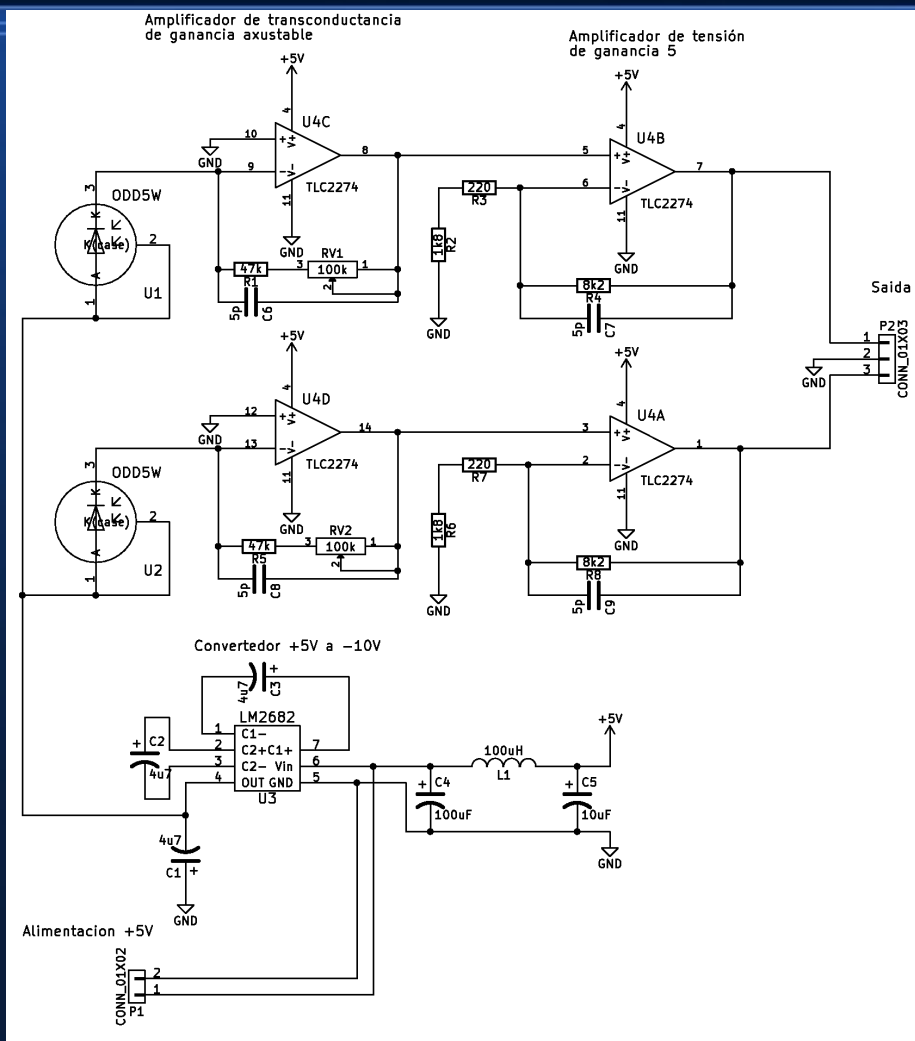 Amplificador de transconductancia
de ganancia axustable
Amplificador de tensión
de ganancia 5
+5V
4
U4C
10
GND
9
+
V+
V-
8
TLC2274
11
GND
+5V
4
U4B
5
6
+
V+
V-
7
TLC2274
11
GND
220
R3
1k8
R2
GND
3
ODD5W
K
K(case)
2
A
1
U1
47k
R1
3
RV1
100k
1
2
5p
C6
8k2
R4
5p
C7
Saida
P2
1
2
3
GND
CONN_01X03
+5V
4
U4D
12
GND
13
+
V+
V-
14
TLC2274
11
GND
+5V
4
U4A
3
2
+
V+
V-
1
TLC2274
11
GND
220
R7
1k8
R6
GND
3
ODD5W
K
K(case)
2
A
1
U2
47k
R5
3
RV2
100k
1
2
5p
C8
8k2
R8
5p
C9
Convertedor +5V a -10V
4u7
+
C3
LM2682
1 C1-
2 C2+ C1+ 7
3 C2- Vin 6
4 OUT GND 5
U3
+
C2
4u7
+5V
100uH
L1
+
C4
100uF
+
C5
10uF
GND
4u7
C1
+
GND
Alimentacion +5V
CONN_01X02
2
1
P1